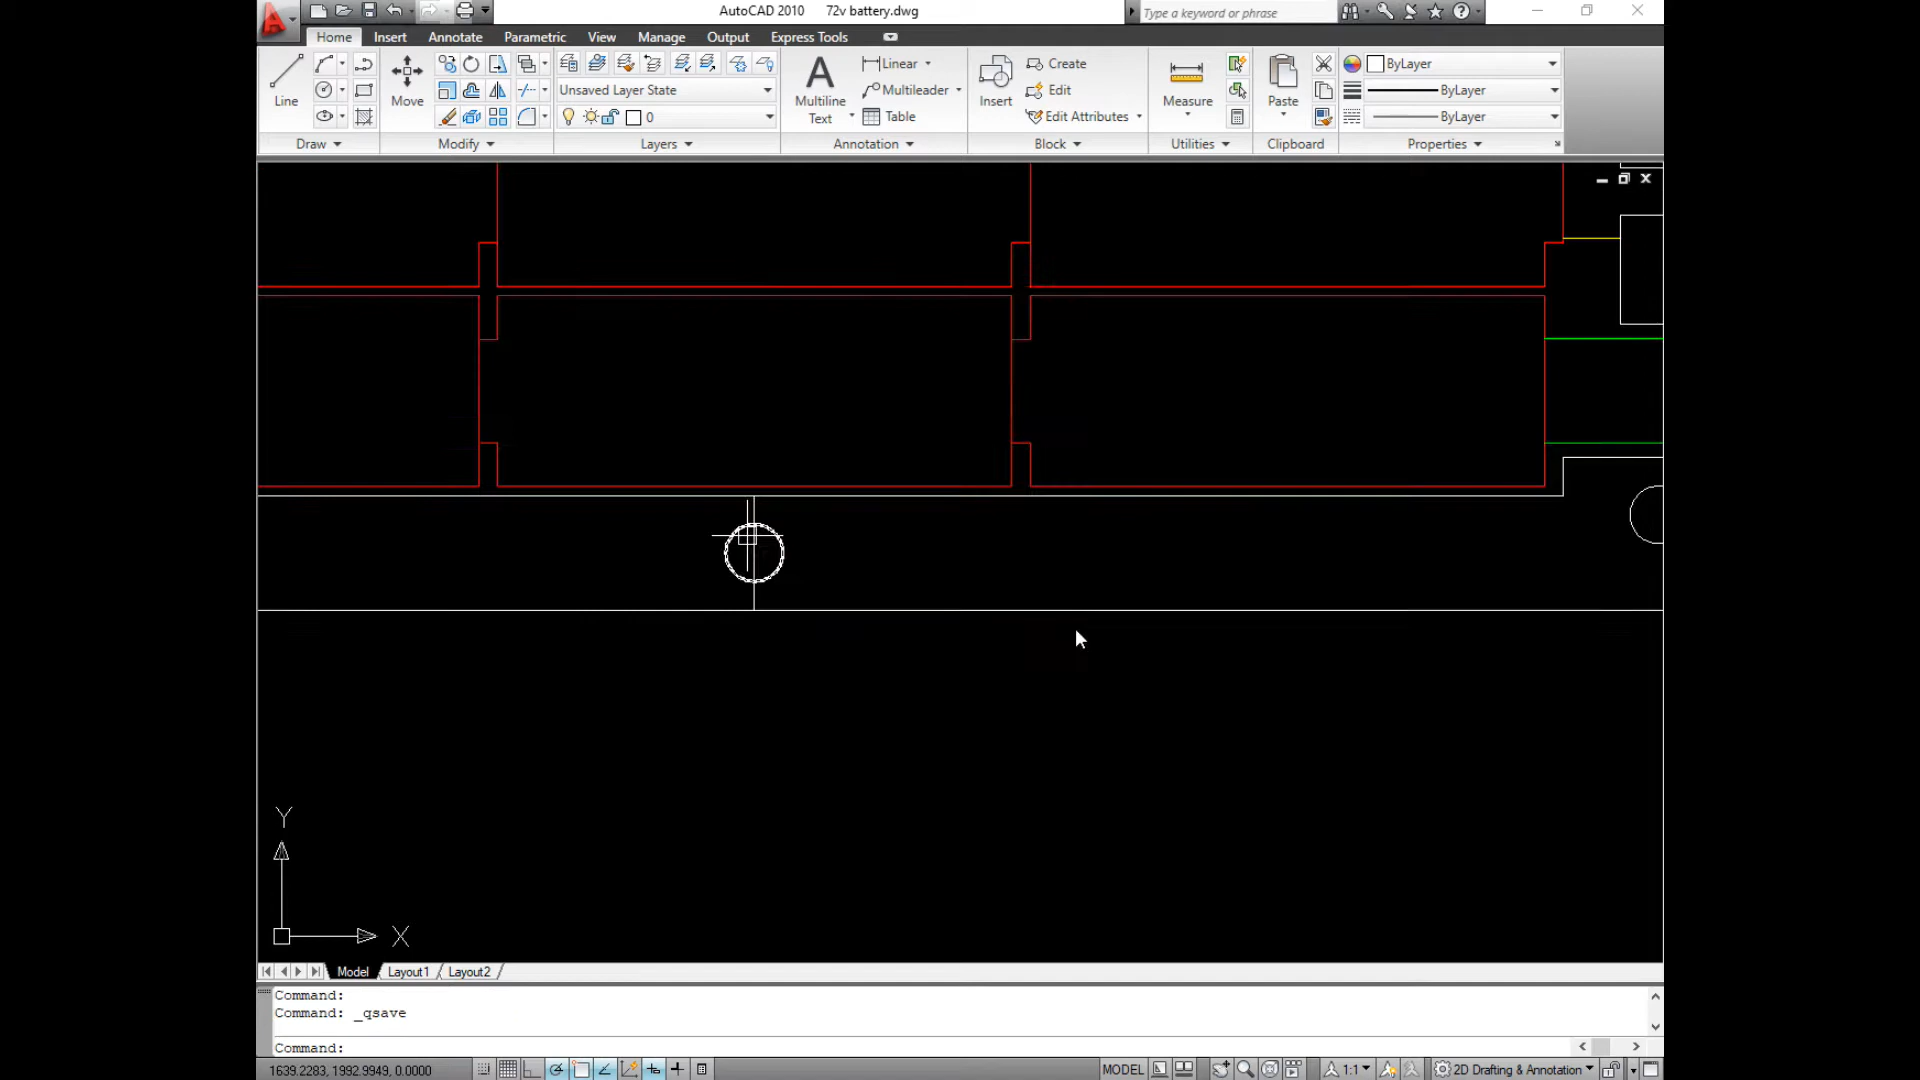 AutoCAD 2010 72v battery.dwg
Type a keyword or phrase
Home Insert Annotate Parametric View Manage Output Express Tools
Line
Move
Unsaved Layer State
0
Multiline
Text
Linear
Multileader
Table
Insert
Create
Edit
Edit Attributes
Measure
Paste
ByLayer
ByLayer
ByLayer
Draw Modify Layers Annotation Block Utilities Clipboard Properties
Y
X
Model Layout1 Layout2
Command:
Command: _qsave
Command:
1639.2283, 1992.9949, 0.0000 MODEL 1:1 2D Drafting & Annotation